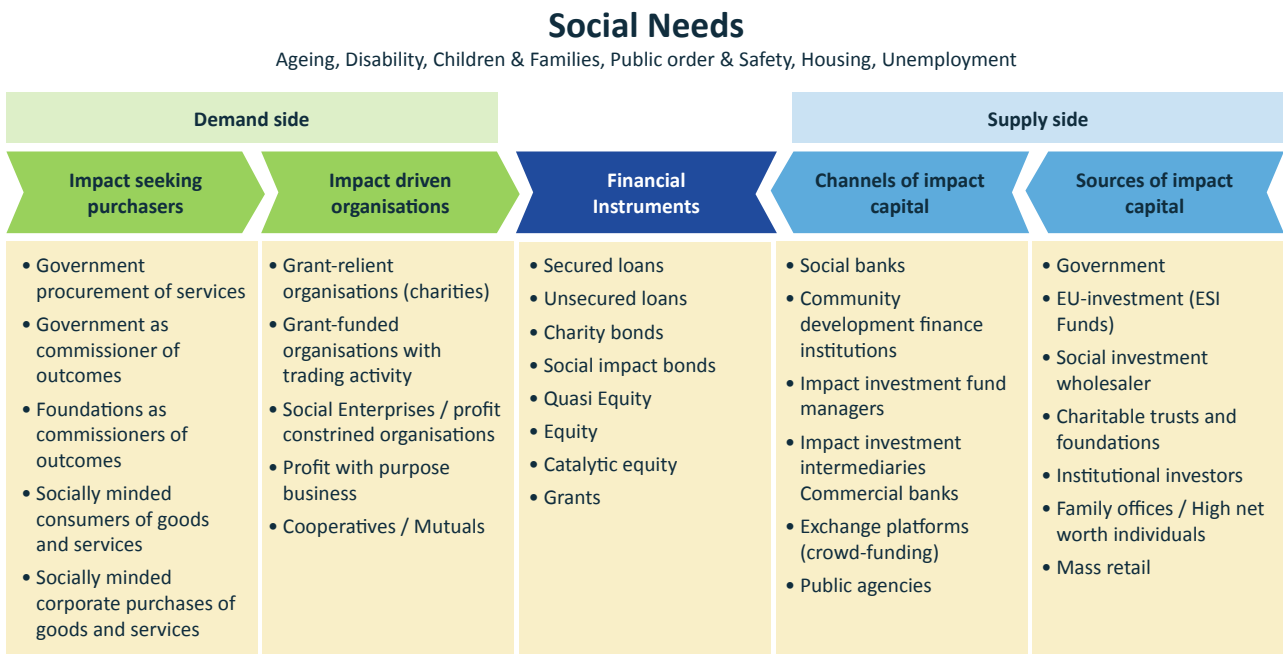 Social Needs
Ageing, Disability, Children & Families, Public order & Safety, Housing, Unemployment
Demand side
Supply side
Impact seeking
purchasers
Impact driven
organisations
Financial
Instruments
Channels of impact
capital
Sources of impact
capital
• Government
procurement of services
• Government as
commissioner of
outcomes
• Foundations as
commissioners of
outcomes
• Socially minded
consumers of goods
and services
• Socially minded
corporate purchases of
goods and services
• Grant-relient
organisations (charities)
• Grant-funded
organisations with
trading activity
• Social Enterprises / profit
constrined organisations
• Profit with purpose
business
• Cooperatives / Mutuals
• Secured loans
• Unsecured loans
• Charity bonds
• Social impact bonds
• Quasi Equity
• Equity
• Catalytic equity
• Grants
• Social banks
• Community
development finance
institutions
• Impact investment fund
managers
• Impact investment
intermediaries
Commercial banks
• Exchange platforms
(crowd-funding)
• Public agencies
• Government
• EU-investment (ESI
Funds)
• Social investment
wholesaler
• Charitable trusts and
foundations
• Institutional investors
• Family offices / High net
worth individuals
• Mass retail